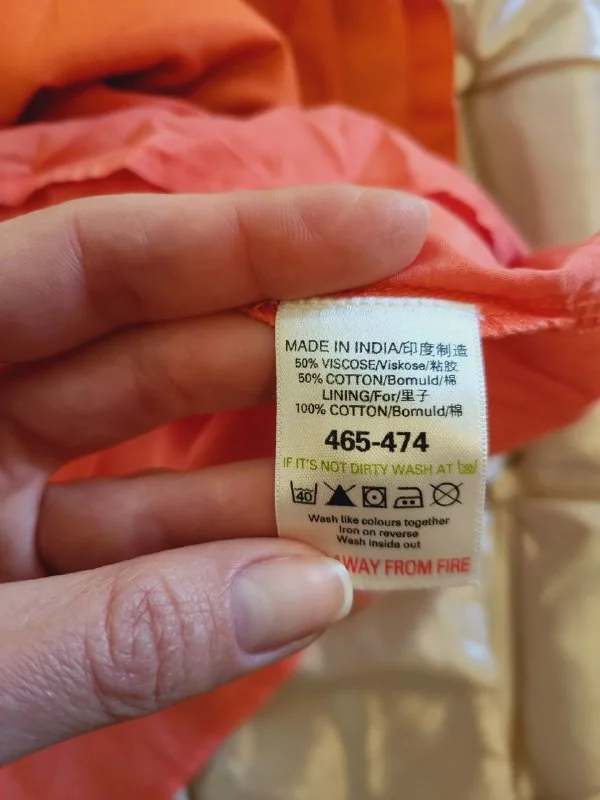 MADE IN INDIA/印度制造
50% VISCOSE/Viskose/粘胶
50% COTTON/Bomuld/棉
LINING/For/里子
100% COTTON/Bomuld/棉
465-474
IF IT'S NOT DIRTY WASH AT 30
40
Wash like colours together
Iron on reverse
Wash inside out
AWAY FROM FIRE